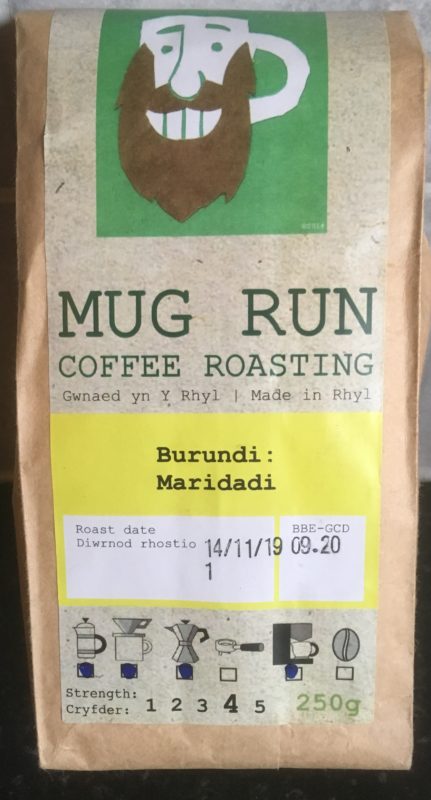 MUG RUN
COFFEE ROASTING
Gwnaed yn Y Rhyl | Made in Rhyl
Burundi:
Maridadi
Roast date
Diwrnod rhostio 14/11/19
1
BBE-GCD
09.20
Strength:
Cryfder: 1 2 3 4 5
250g